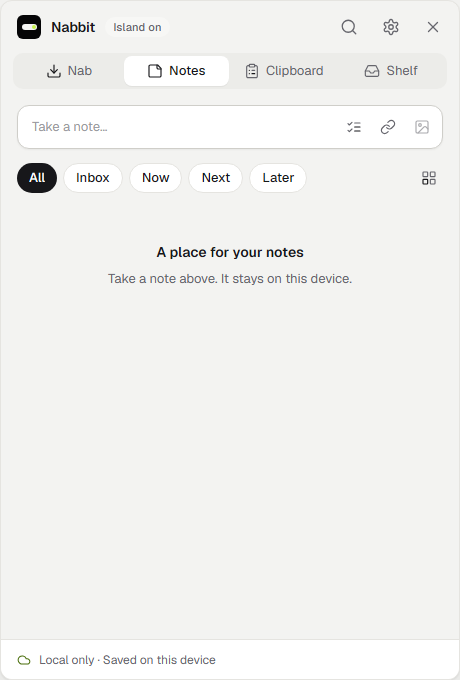 Nabbit Island on
Nab Notes Clipboard Shelf
Take a note...
All Inbox Now Next Later
A place for your notes
Take a note above. It stays on this device.
Local only · Saved on this device